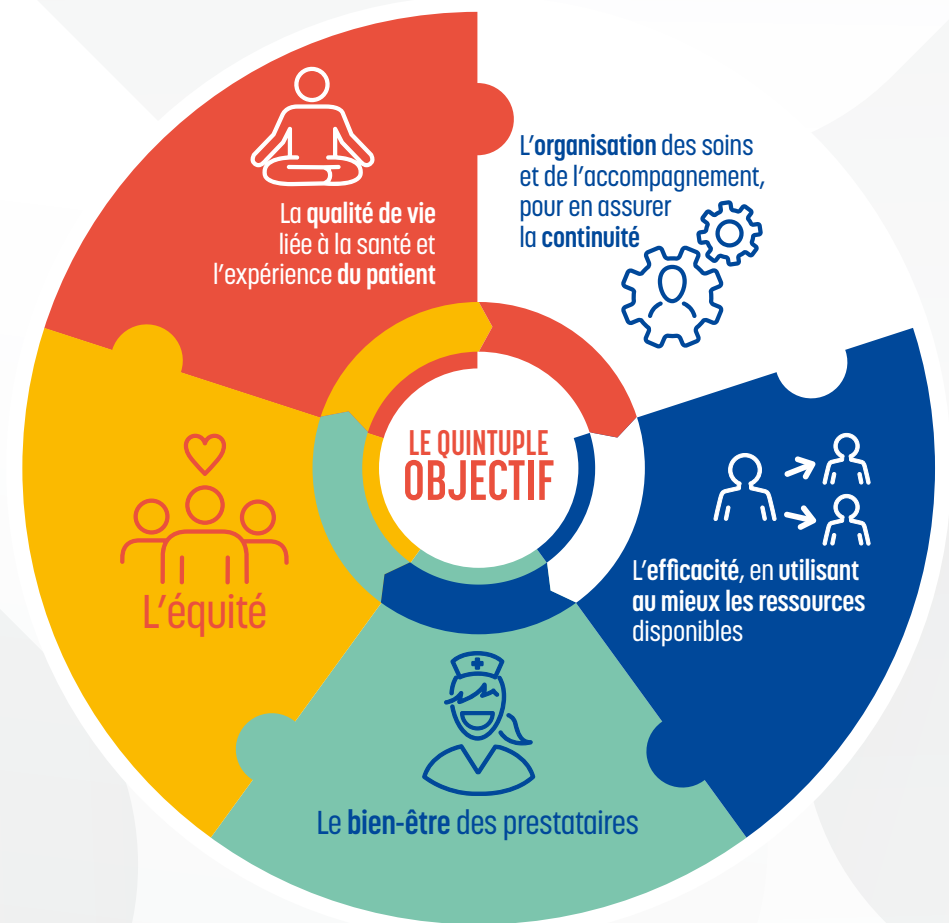 La qualité de vie
liée à la santé et
l'expérience du patient
L'organisation des soins
et de l'accompagnement,
pour en assurer
la continuité
LE QUINTUPLE
OBJECTIF
L'équité
L'efficacité, en utilisant
au mieux les ressources
disponibles
Le bien-être des prestataires